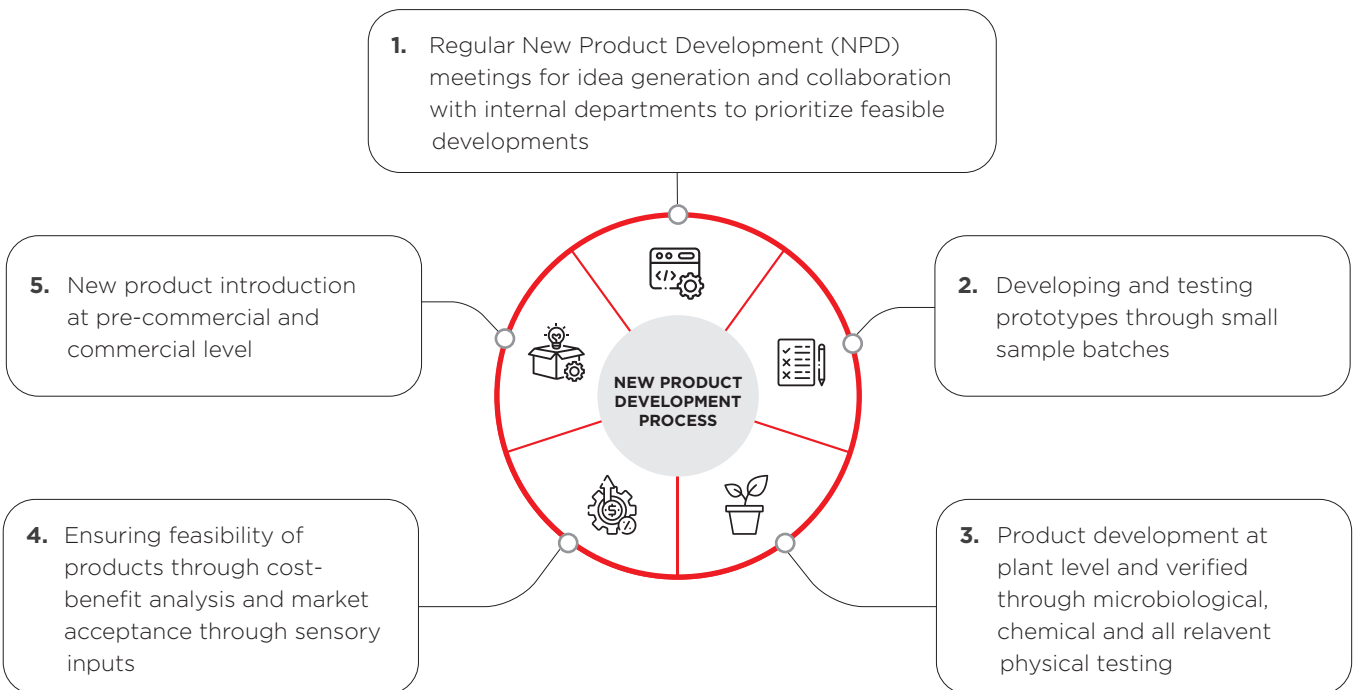 1. Regular New Product Development (NPD)
meetings for idea generation and collaboration
with internal departments to prioritize feasible
developments
5. New product introduction
at pre-commercial and
commercial level
2. Developing and testing
prototypes through small
sample batches
NEW PRODUCT
DEVELOPMENT
PROCESS
4. Ensuring feasibility of
products through cost-
benefit analysis and market
acceptance through sensory
inputs
3. Product development at
plant level and verified
through microbiological,
chemical and all relavent
physical testing